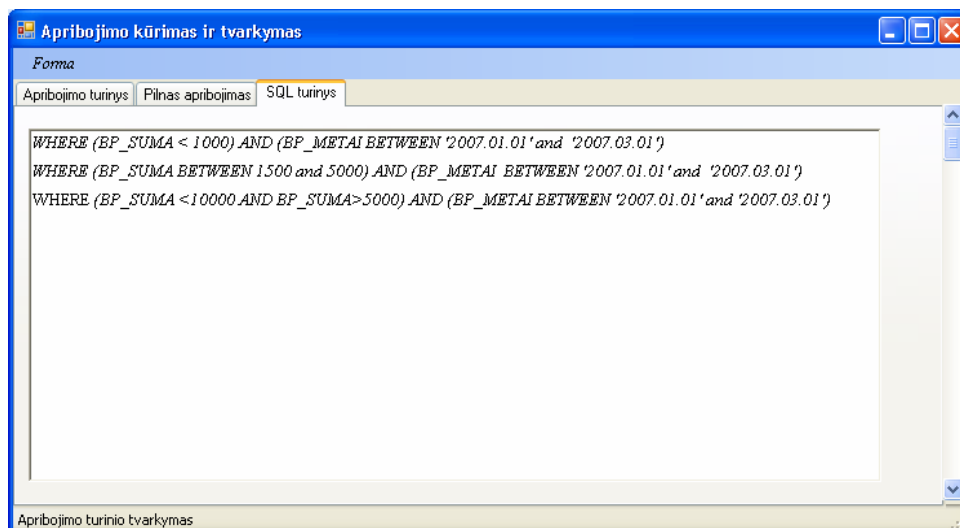 Apribojimo kūrimas ir tvarkymas
Forma
Apribojimo turinys Pilnas apribojimas SQL turinys
WHERE (BP_SUMA < 1000) AND (BP_METAI BETWEEN '2007.01.01' and '2007.03.01')
WHERE (BP_SUMA BETWEEN 1500 and 5000) AND (BP_METAI BETWEEN '2007.01.01' and '2007.03.01')
WHERE (BP_SUMA <10000 AND BP_SUMA>5000) AND (BP_METAI BETWEEN '2007.01.01' and '2007.03.01')
Apribojimo turinio tvarkymas